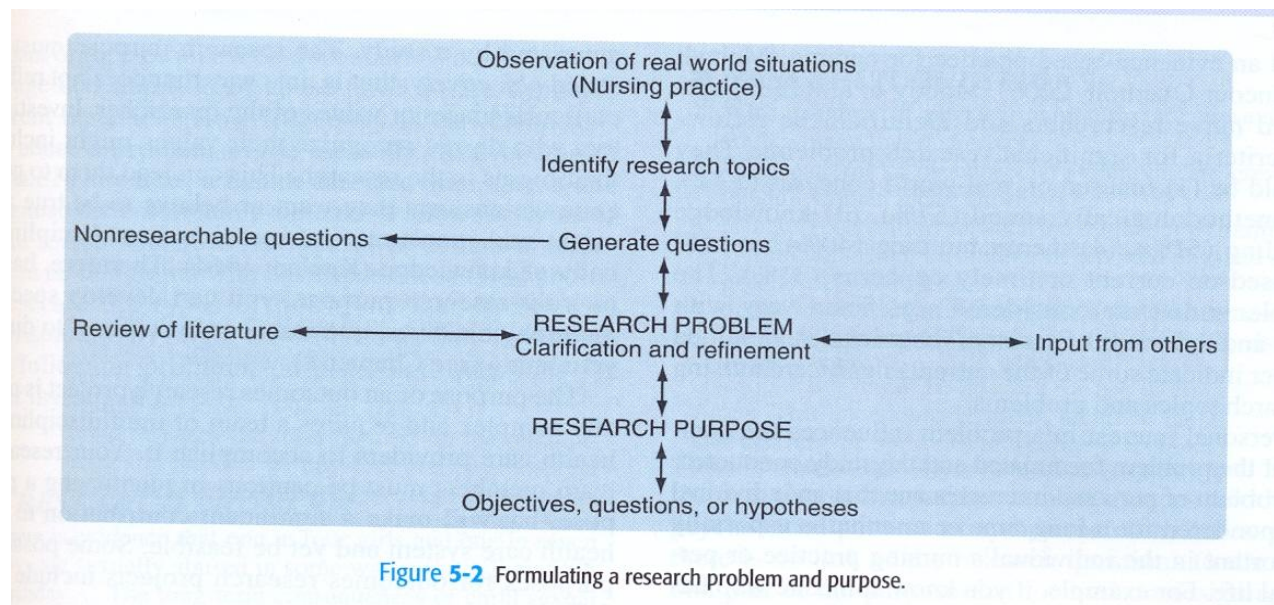 Observation of real world situations
(Nursing practice)
Identify research topics
Nonresearchable questions
Generate questions
Review of literature
RESEARCH PROBLEM
Clarification and refinement
Input from others
RESEARCH PURPOSE
Objectives, questions, or hypotheses
Figure 5-2 Formulating a research problem and purpose.